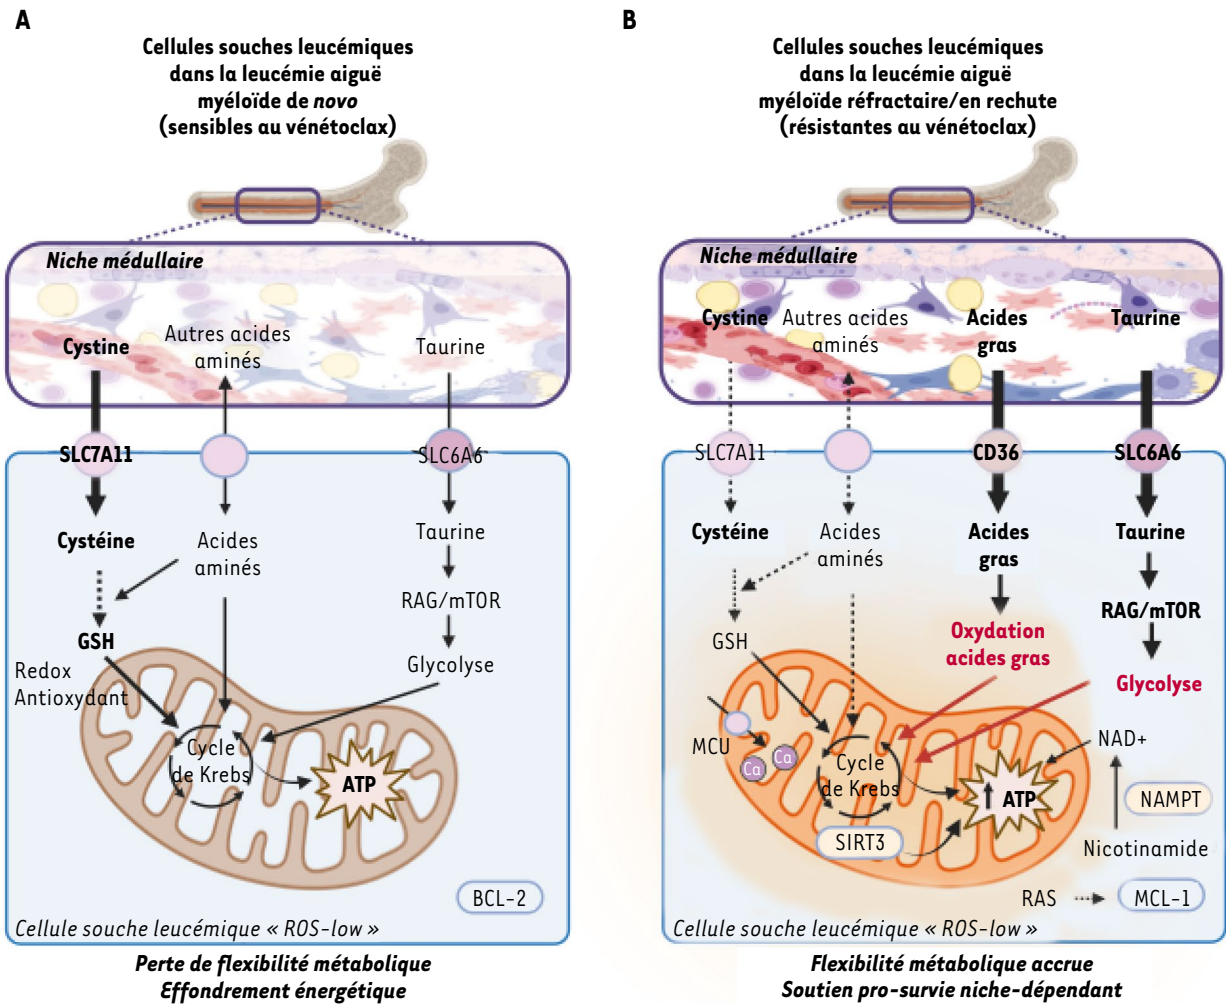 A
Cellules souches leucémiques
dans la leucémie aiguë
myéloïde de novo
(sensibles au vénétoclax)
Niche médullaire
Cystine
Autres acides
aminés
Taurine
SLC7A11
SLC6A6
Cystéine
Acides
aminés
Taurine
RAG/mTOR
GSH
Glycolyse
Redox
Antioxydant
Cycle
de Krebs
ATP
BCL-2
Cellule souche leucémique « ROS-low »
Perte de flexibilité métabolique
Effondrement énergétique
B
Cellules souches leucémiques
dans la leucémie aiguë
myéloïde réfractaire/en rechute
(résistantes au vénétoclax)
Niche médullaire
Cystine
Autres acides
aminés
Acides
gras
Taurine
SLC7A11
CD36
SLC6A6
Cystéine
Acides
aminés
Acides
gras
Taurine
RAG/mTOR
GSH
Oxydation
acides gras
Glycolyse
MCU
Ca
Ca
Cycle
de Krebs
ATP
NAD+
NAMPT
SIRT3
Nicotinamide
RAS
MCL-1
Cellule souche leucémique « ROS-low »
Flexibilité métabolique accrue
Soutien pro-survie niche-dépendant